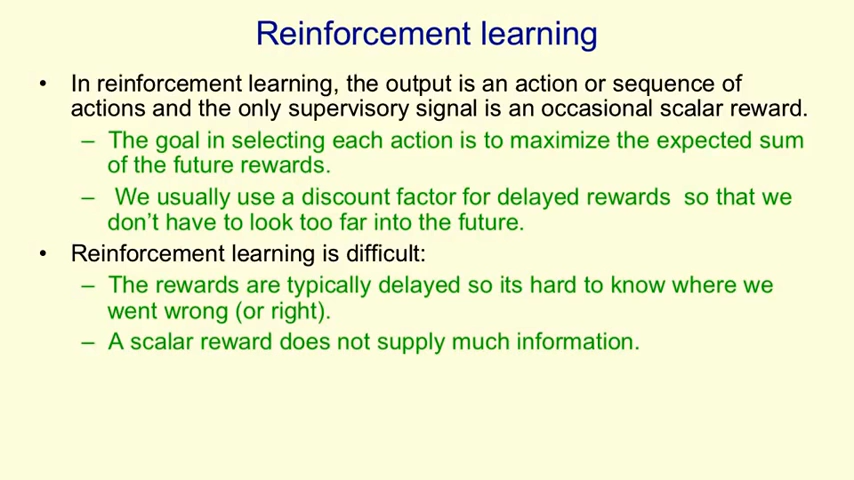 Reinforcement learning
• In reinforcement learning, the output is an action or sequence of
actions and the only supervisory signal is an occasional scalar reward.
– The goal in selecting each action is to maximize the expected sum
of the future rewards.
– We usually use a discount factor for delayed rewards so that we
don’t have to look too far into the future.
• Reinforcement learning is difficult:
– The rewards are typically delayed so its hard to know where we
went wrong (or right).
– A scalar reward does not supply much information.